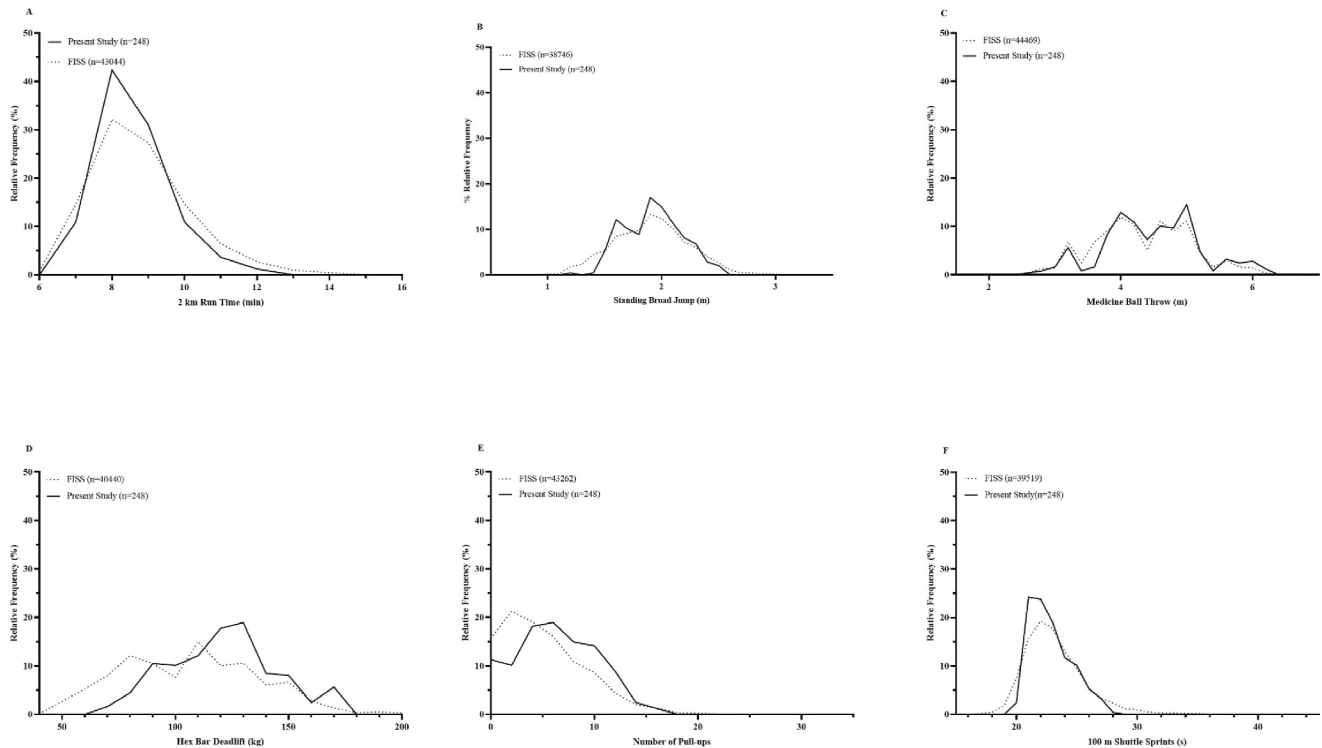 A
Present Study (n=248)
FISS (n=43044)
50
40
30
20
10
0
Relative Frequency (%)
6 8 10 12 14 16
2 km Run Time (min)
B
FISS (n=38746)
Present Study (n=248)
50
40
30
20
10
0
% Relative Frequency
1 2 3
Standing Broad Jump (m)
C
FISS (n=44469)
Present Study (n=248)
50
40
30
20
10
0
Relative Frequency (%)
2 4 6
Medicine Ball Throw (m)
D
FISS (n=40440)
Present Study (n=248)
50
40
30
20
10
0
Relative Frequency (%)
50 100 150 200
Hex Bar Deadlift (kg)
E
FISS (n=43262)
Present Study (n=248)
50
40
30
20
10
0
Relative Frequency (%)
0 10 20 30
Number of Pull-ups
F
FISS (n=39519)
Present Study(n=248)
50
40
30
20
10
0
Relative Frequency (%)
20 30 40
100 m Shuttle Sprints (s)